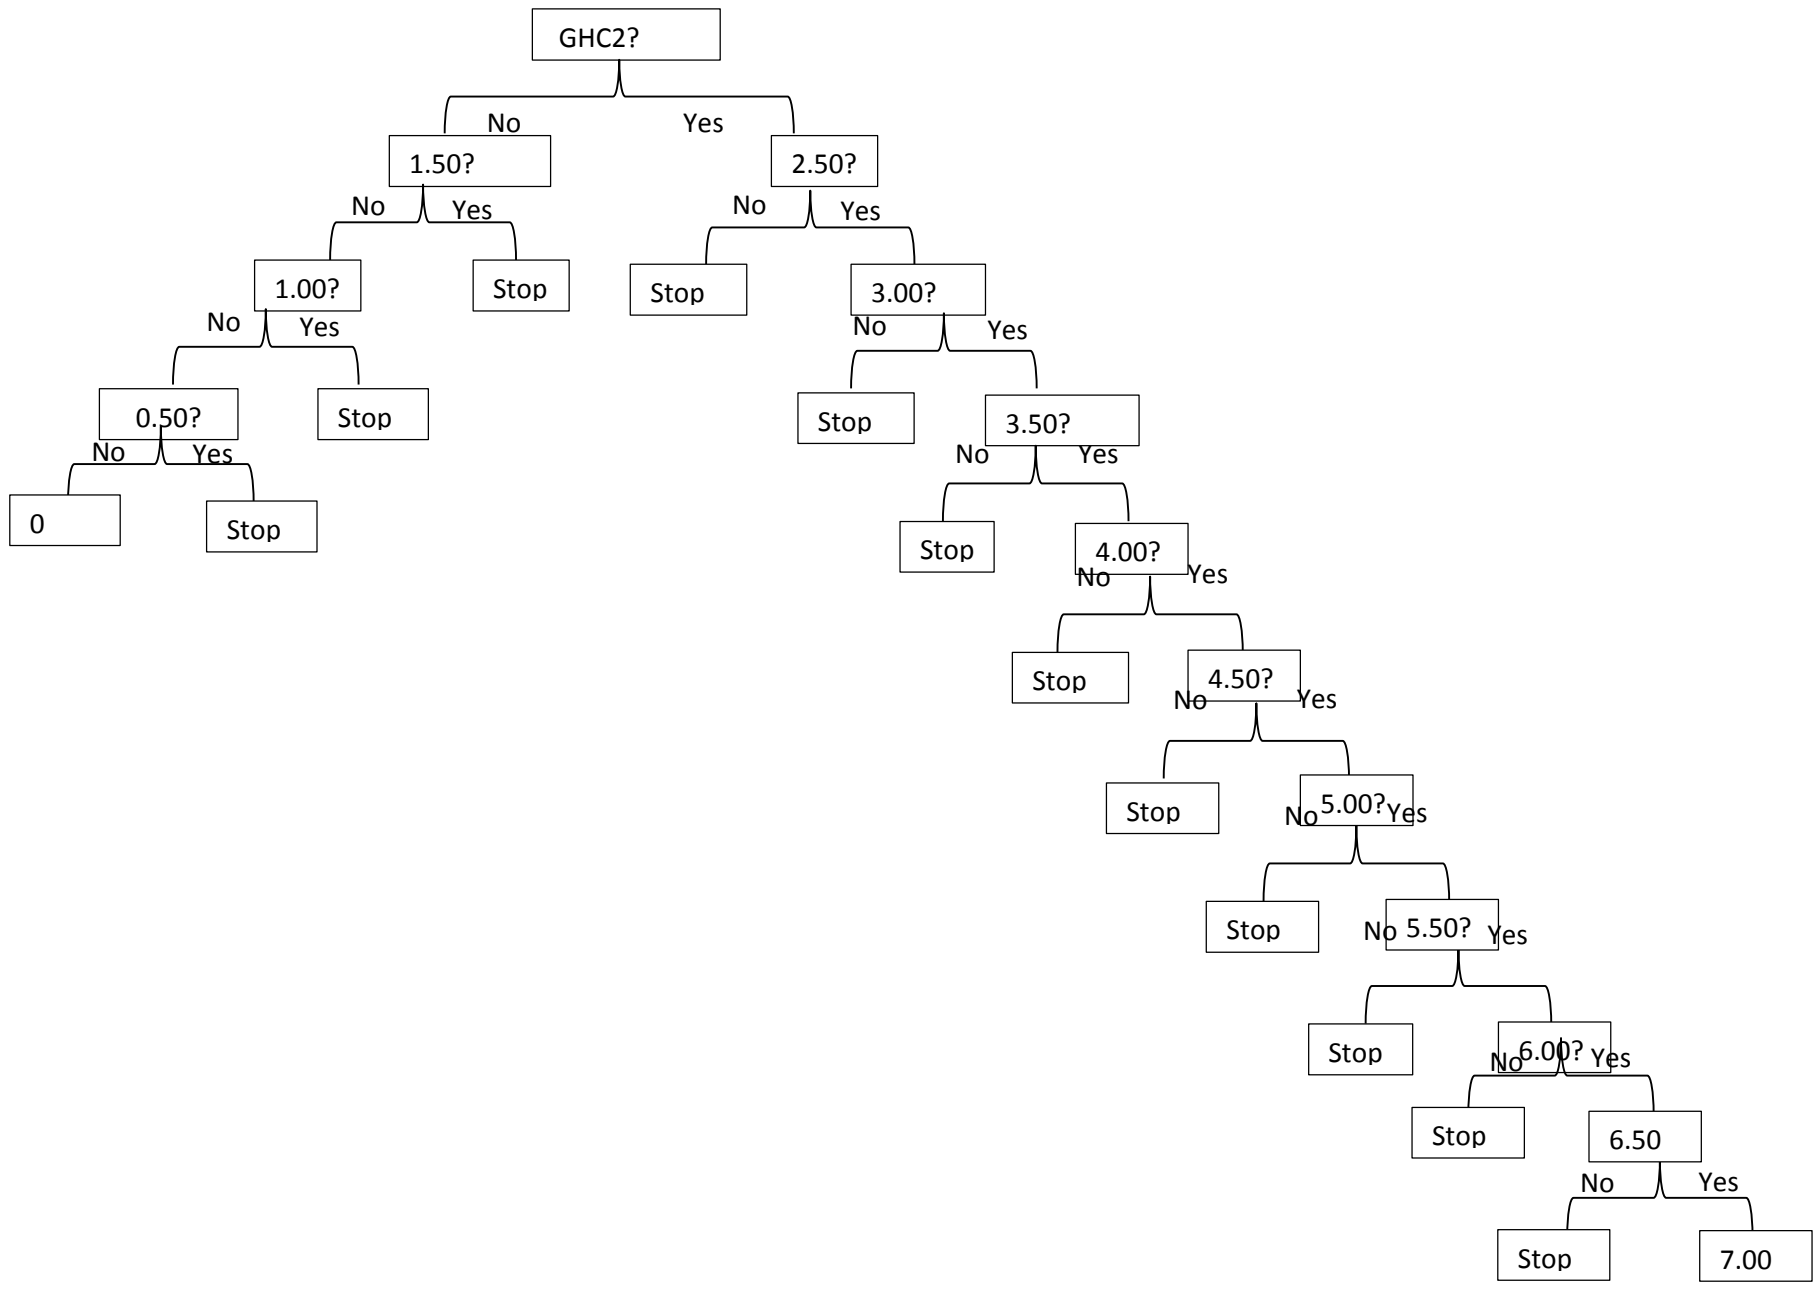 GHC2?
No
Yes
1.50?
2.50?
No
Yes
No
Yes
1.00?
Stop
Stop
3.00?
No
Yes
No
Yes
0.50?
Stop
Stop
3.50?
No
Yes
No
Yes
0
Stop
Stop
4.00?
No
Yes
Stop
4.50?
No
Yes
Stop
5.00?
No
Yes
Stop
5.50?
No
Yes
Stop
6.00?
No
Yes
Stop
6.50
No
Yes
Stop
7.00